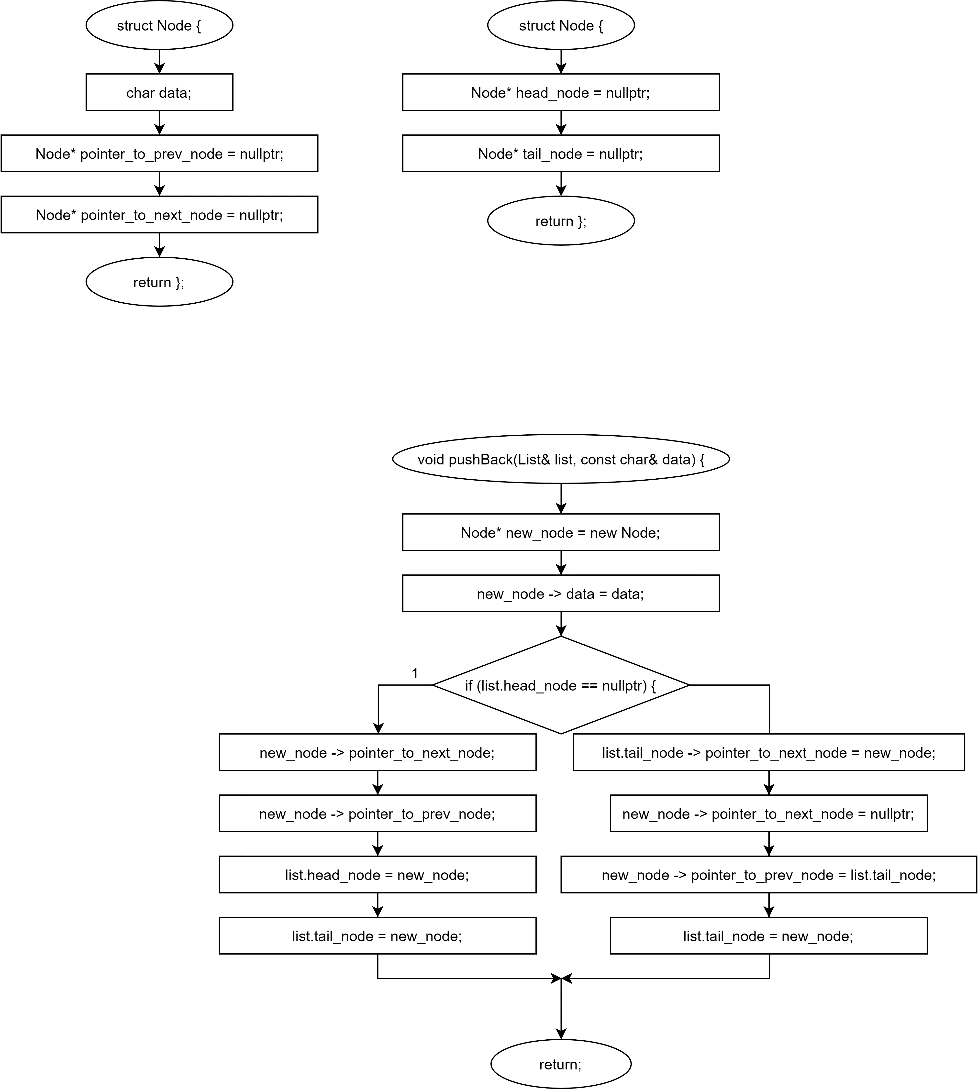 struct Node {
char data;
Node* pointer_to_prev_node = nullptr;
Node* pointer_to_next_node = nullptr;
return };
struct Node {
Node* head_node = nullptr;
Node* tail_node = nullptr;
return };
void pushBack(List& list, const char& data) {
Node* new_node = new Node;
new_node -> data = data;
if (list.head_node == nullptr) {
1
new_node -> pointer_to_next_node;
new_node -> pointer_to_prev_node;
list.head_node = new_node;
list.tail_node = new_node;
list.tail_node -> pointer_to_next_node = new_node;
new_node -> pointer_to_next_node = nullptr;
new_node -> pointer_to_prev_node = list.tail_node;
list.tail_node = new_node;
return;